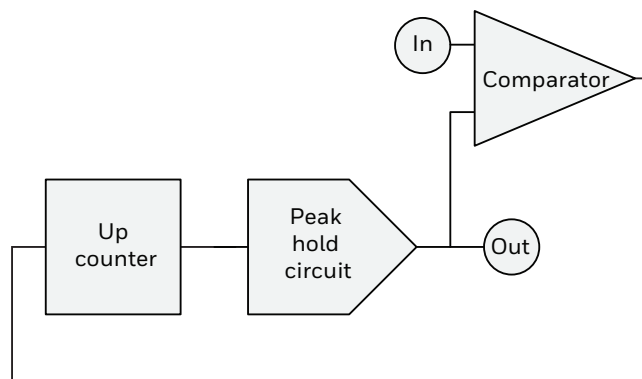 In
Comparator
Up
counter
Peak
hold
circuit
Out